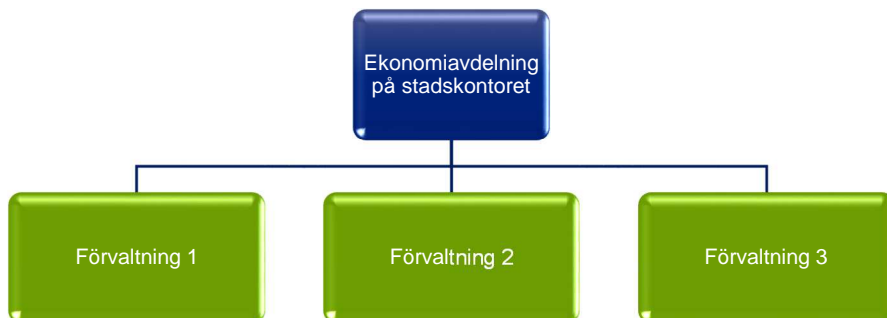 Ekonomiavdelning
på stadskontoret
Förvaltning 1
Förvaltning 2
Förvaltning 3